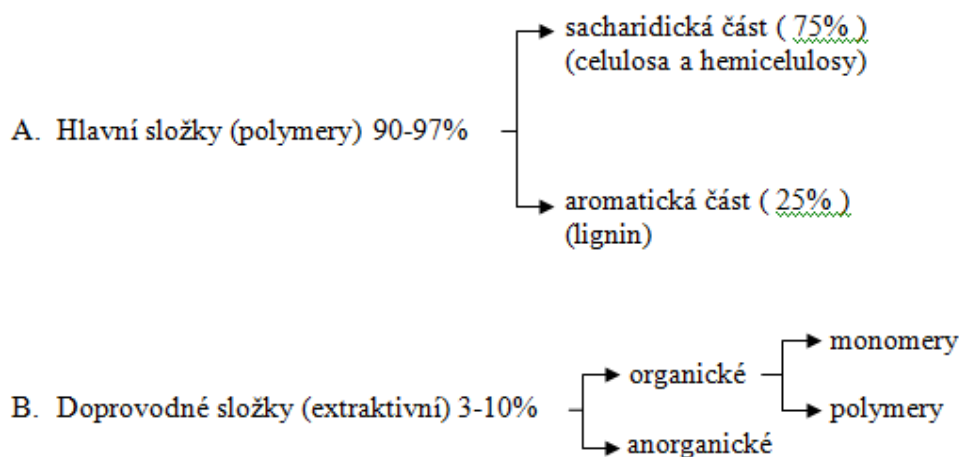 sacharidická část ( 75% )
(celulosa a hemicelulosy)
A. Hlavní složky (polymery) 90-97%
aromatická část ( 25% )
(lignin)
monomery
organické
B. Doprovodné složky (extraktivní) 3-10%
polymery
anorganické